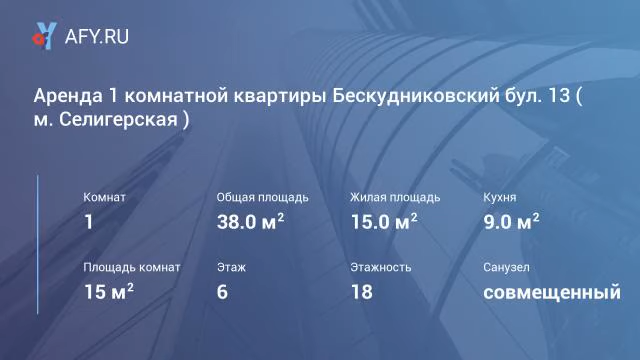 AFY.RU
Аренда 1 комнатной квартиры Бескудниковский бул. 13 (
м. Селигерская )
Комнат Общая площадь Жилая площадь Кухня
1 38.0 м² 15.0 м² 9.0 м²
Площадь комнат Этаж Этажность Санузел
15 м² 6 18 совмещенный